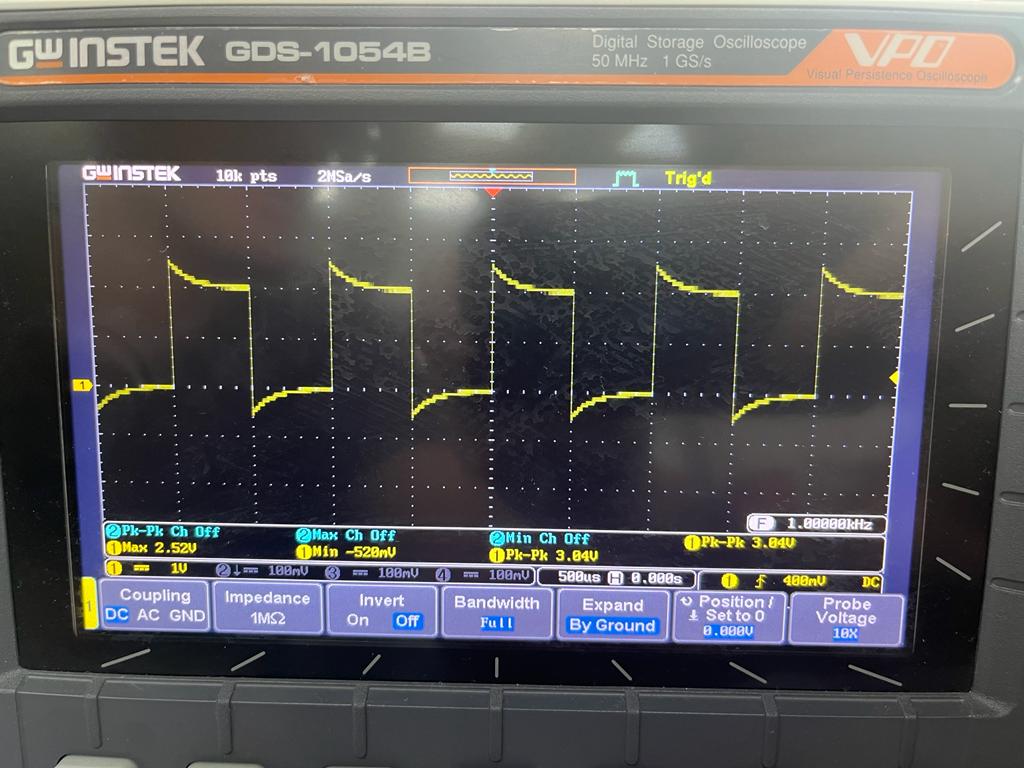 GWINSTEK GDS-1054B Digital Storage Oscilloscope
50 MHz 1 GS/s
VPO
Visual Persistence Oscilloscope
GWINSTEK 10k pts 2MSa/s Trig'd
1
F 1.00000kHz
2 Pk-Pk Ch Off 2 Max Ch Off 2 Min Ch Off
1 Max 2.52V 1 Min -520mV 1 Pk-Pk 3.04V 1 Pk-Pk 3.04V
1 1V 2 100mV 3 100mV 4 100mV 500us H 0.000s 1 400mV DC
1
Coupling
DC AC GND
Impedance
1MΩ
Invert
On Off
Bandwidth
Full
Expand
By Ground
Position /
Set to 0
0.000V
Probe
Voltage
10X